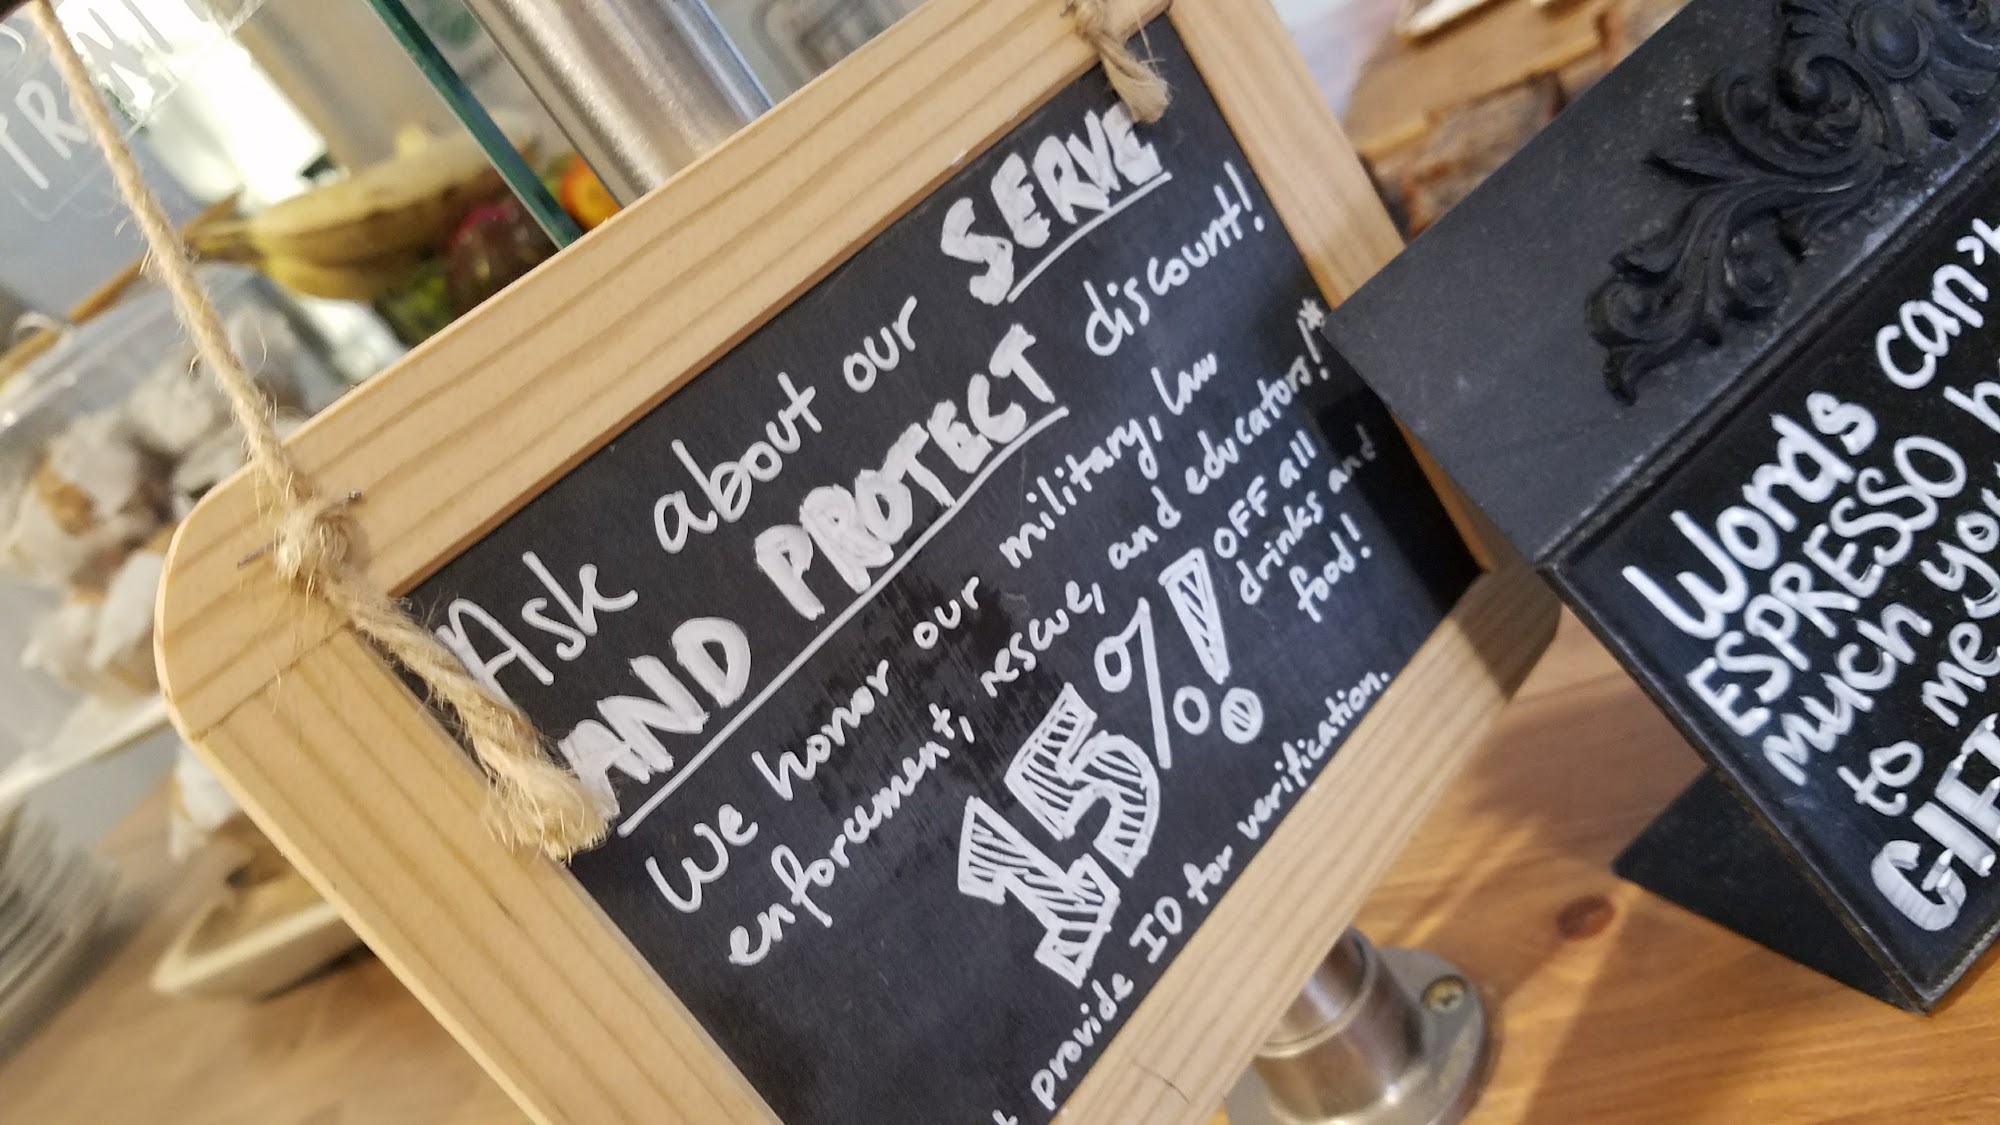 Ask about our SERVE
AND PROTECT discount!
We honor our military, law
enforcement, rescue, and educators!*
15%! OFF all
drinks and
food!
provide ID for verification.
Words can't
ESPRESSO
much you
to me
GIFT